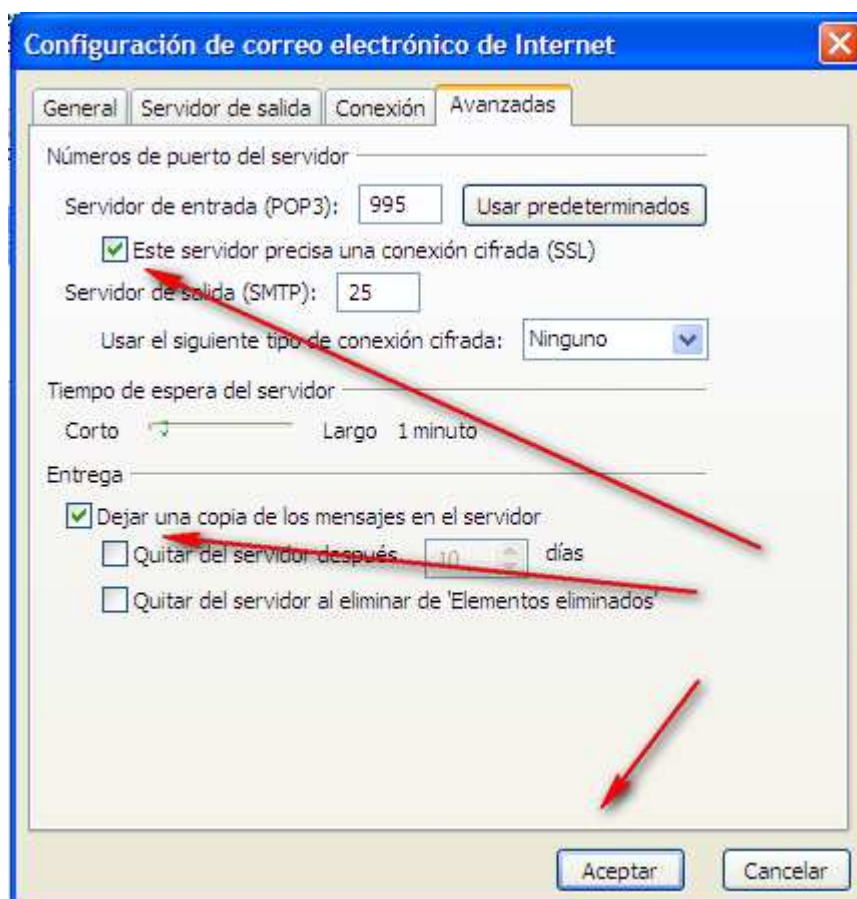 Configuración de correo electrónico de Internet
General Servidor de salida Conexión Avanzadas
Números de puerto del servidor
Servidor de entrada (POP3): 995 Usar predeterminados
Este servidor precisa una conexión cifrada (SSL)
Servidor de salida (SMTP): 25
Usar el siguiente tipo de conexión cifrada: Ninguno
Tiempo de espera del servidor
Corto Largo 1 minuto
Entrega
Dejar una copia de los mensajes en el servidor
Quitar del servidor después 10 días
Quitar del servidor al eliminar de 'Elementos eliminados'
Aceptar Cancelar